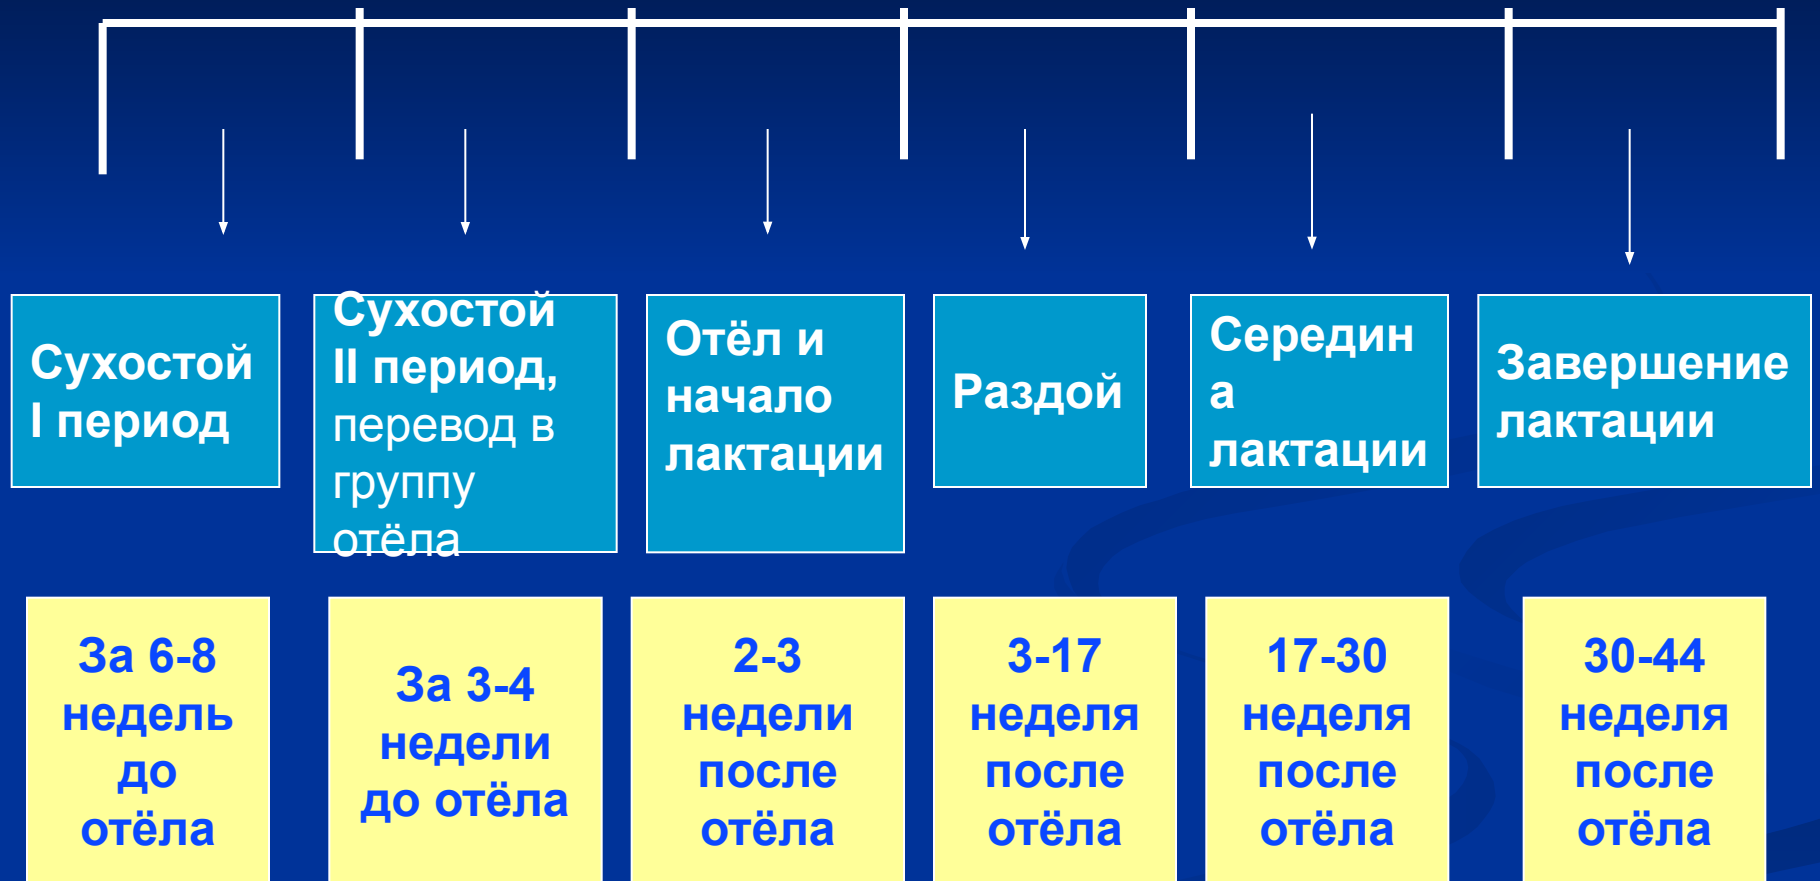 Сухостой
I период
Сухостой
II период,
перевод в
группу
отёла
Отёл и
начало
лактации
Раздой
Середин
а
лактации
Завершение
лактации
За 6-8
недель
до
отёла
За 3-4
недели
до отёла
2-3
недели
после
отёла
3-17
неделя
после
отёла
17-30
неделя
после
отёла
30-44
неделя
после
отёла